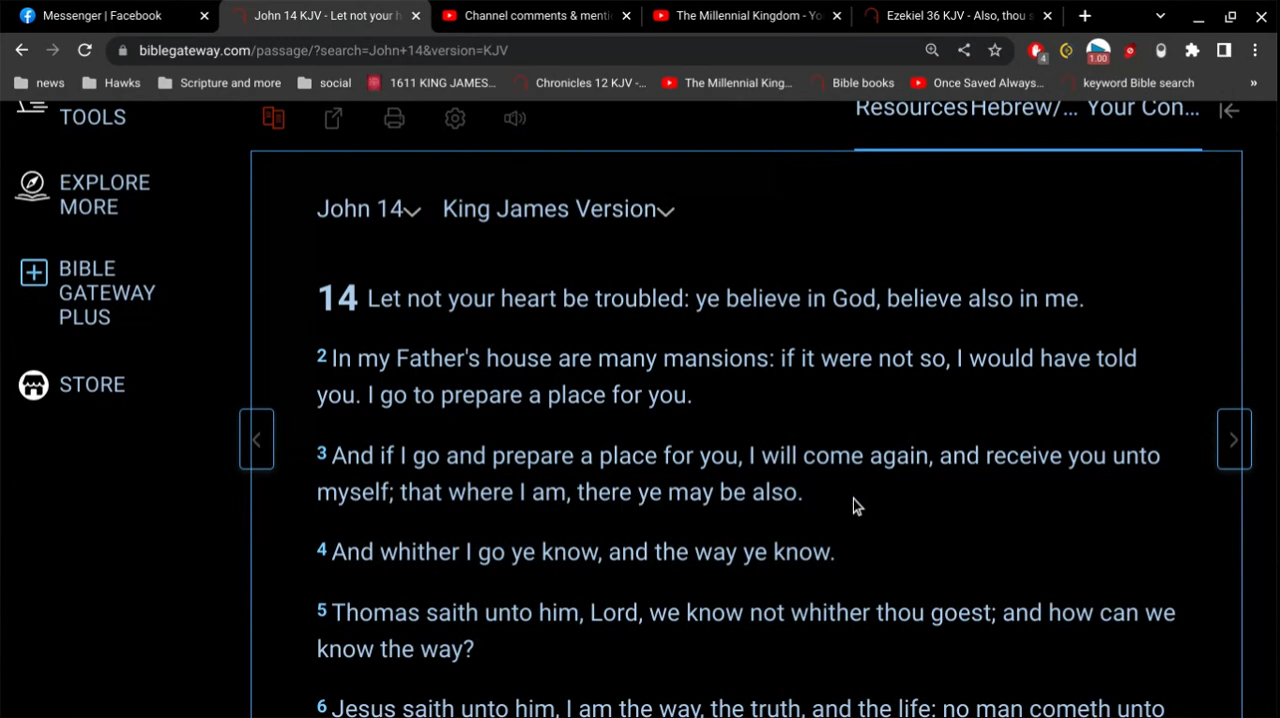 Messenger | Facebook
John 14 KJV - Let not your h
Channel comments & menti
The Millennial Kingdom - Yo
Ezekiel 36 KJV - Also, thou s
biblegateway.com/passage/?search=John+14&version=KJV
4
1.00
news
Hawks
Scripture and more
social
1611 KING JAMES...
Chronicles 12 KJV -...
The Millennial King...
Bible books
Once Saved Always...
keyword Bible search
»
TOOLS
Resources Hebrew/... Your Con...
EXPLORE
MORE
BIBLE
GATEWAY
PLUS
STORE
John 14 King James Version
14 Let not your heart be troubled: ye believe in God, believe also in me.
2 In my Father's house are many mansions: if it were not so, I would have told
you. I go to prepare a place for you.
3 And if I go and prepare a place for you, I will come again, and receive you unto
myself; that where I am, there ye may be also.
4 And whither I go ye know, and the way ye know.
5 Thomas saith unto him, Lord, we know not whither thou goest; and how can we
know the way?
6 Jesus saith unto him, I am the way, the truth, and the life: no man cometh unto